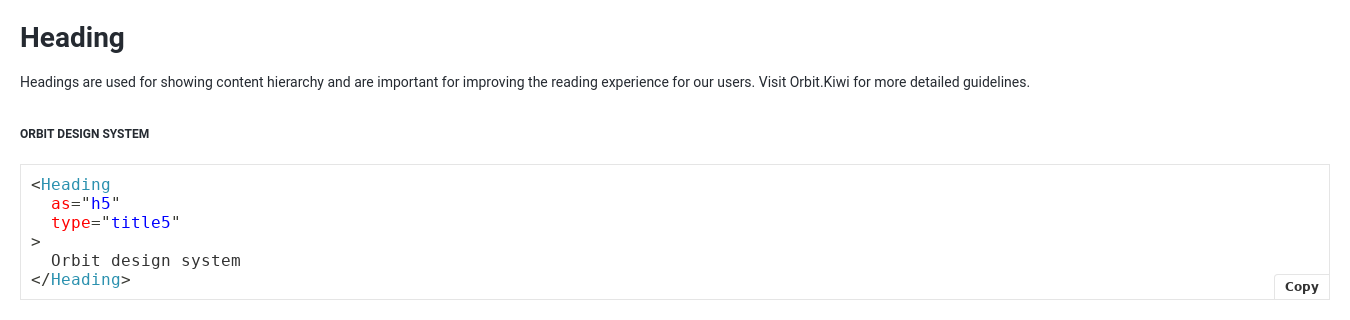 Heading
Headings are used for showing content hierarchy and are important for improving the reading experience for our users. Visit Orbit.Kiwi for more detailed guidelines.
ORBIT DESIGN SYSTEM
<Heading
  as="h5"
  type="title5"
>
  Orbit design system
</Heading>
Copy